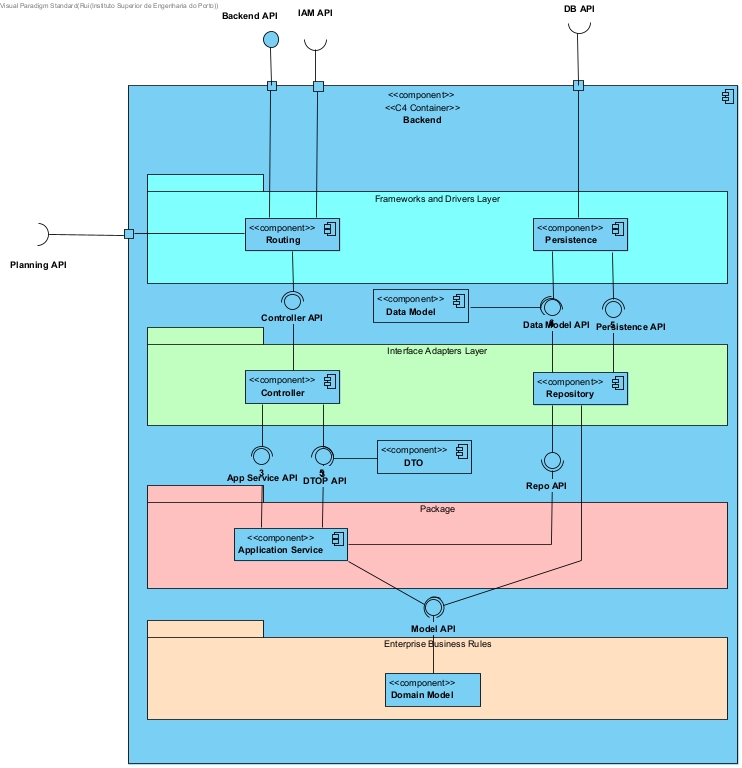 Visual Paradigm Standard(Rui(Instituto Superior de Engenharia do Porto))
Backend API
IAM API
DB API
<<component>>
<<C4 Container>>
Backend
Frameworks and Drivers Layer
<<component>>
Routing
<<component>>
Persistence
Planning API
Controller API
<<component>>
Data Model
Data Model API
Persistence API
Interface Adapters Layer
<<component>>
Controller
<<component>>
Repository
3
App Service API
DTOP API
<<component>>
DTO
Repo API
Package
<<component>>
Application Service
Model API
Enterprise Business Rules
<<component>>
Domain Model